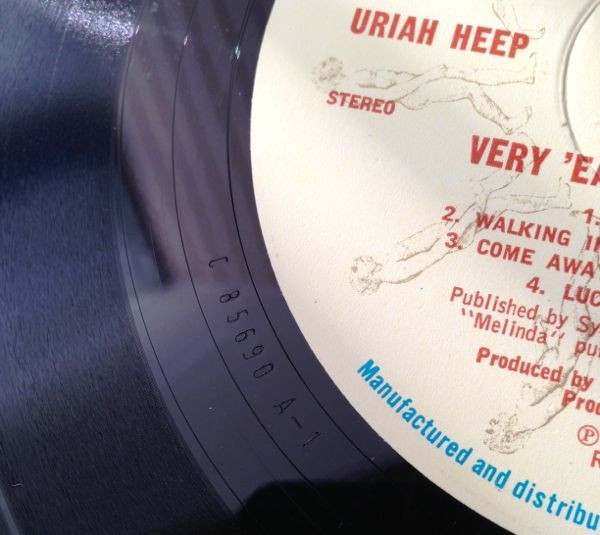 URIAH HEEP
STEREO
VERY 'EA
1.
2. WALKING I
3. COME AWA
4. LUC
Published by Sy
"Melinda" pu
Produced by
Prod
℗
R
Manufactured and distribu
C 85690 A-1